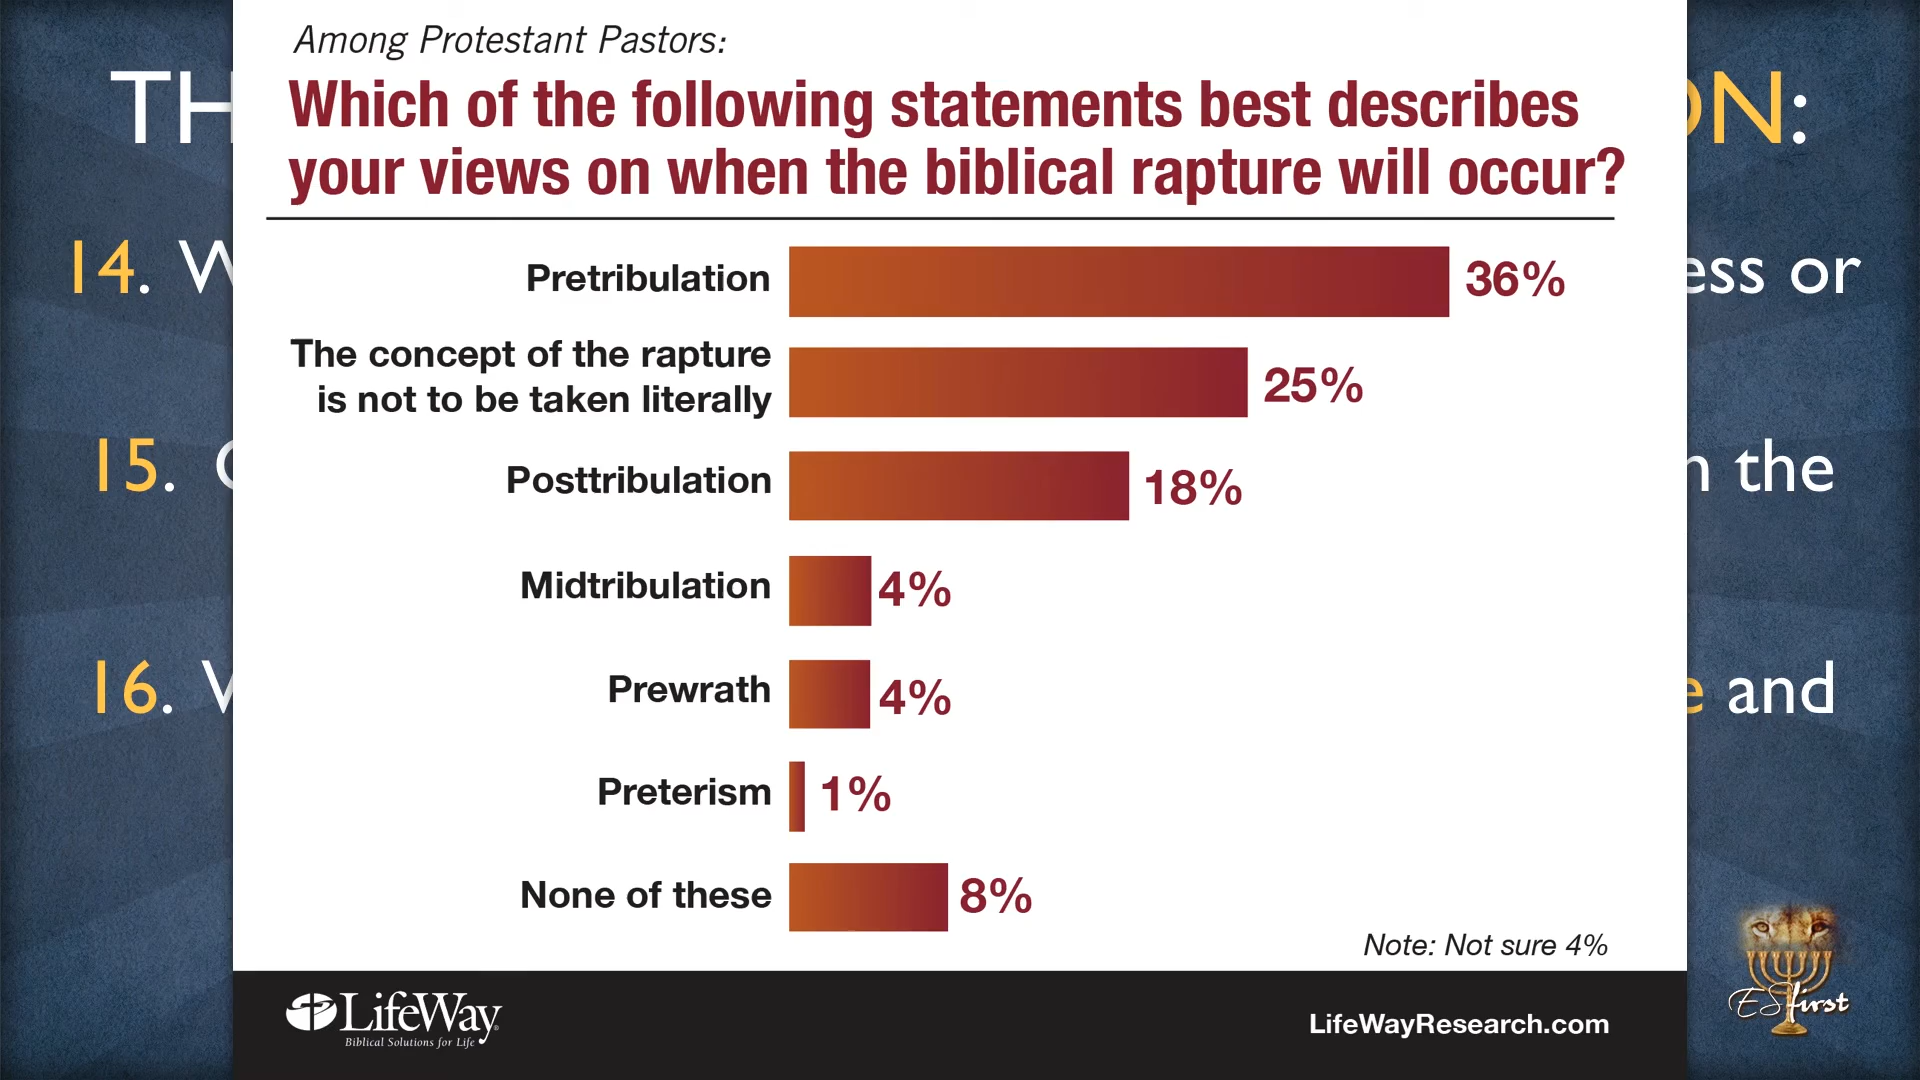 Among Protestant Pastors:
Which of the following statements best describes
your views on when the biblical rapture will occur?
Pretribulation 36%
The concept of the rapture
is not to be taken literally 25%
Posttribulation 18%
Midtribulation 4%
Prewrath 4%
Preterism 1%
None of these 8%
Note: Not sure 4%
LifeWay
Biblical Solutions for Life
LifeWayResearch.com
TH ON:
14. W ess or
15. the
16. and
ESfirst